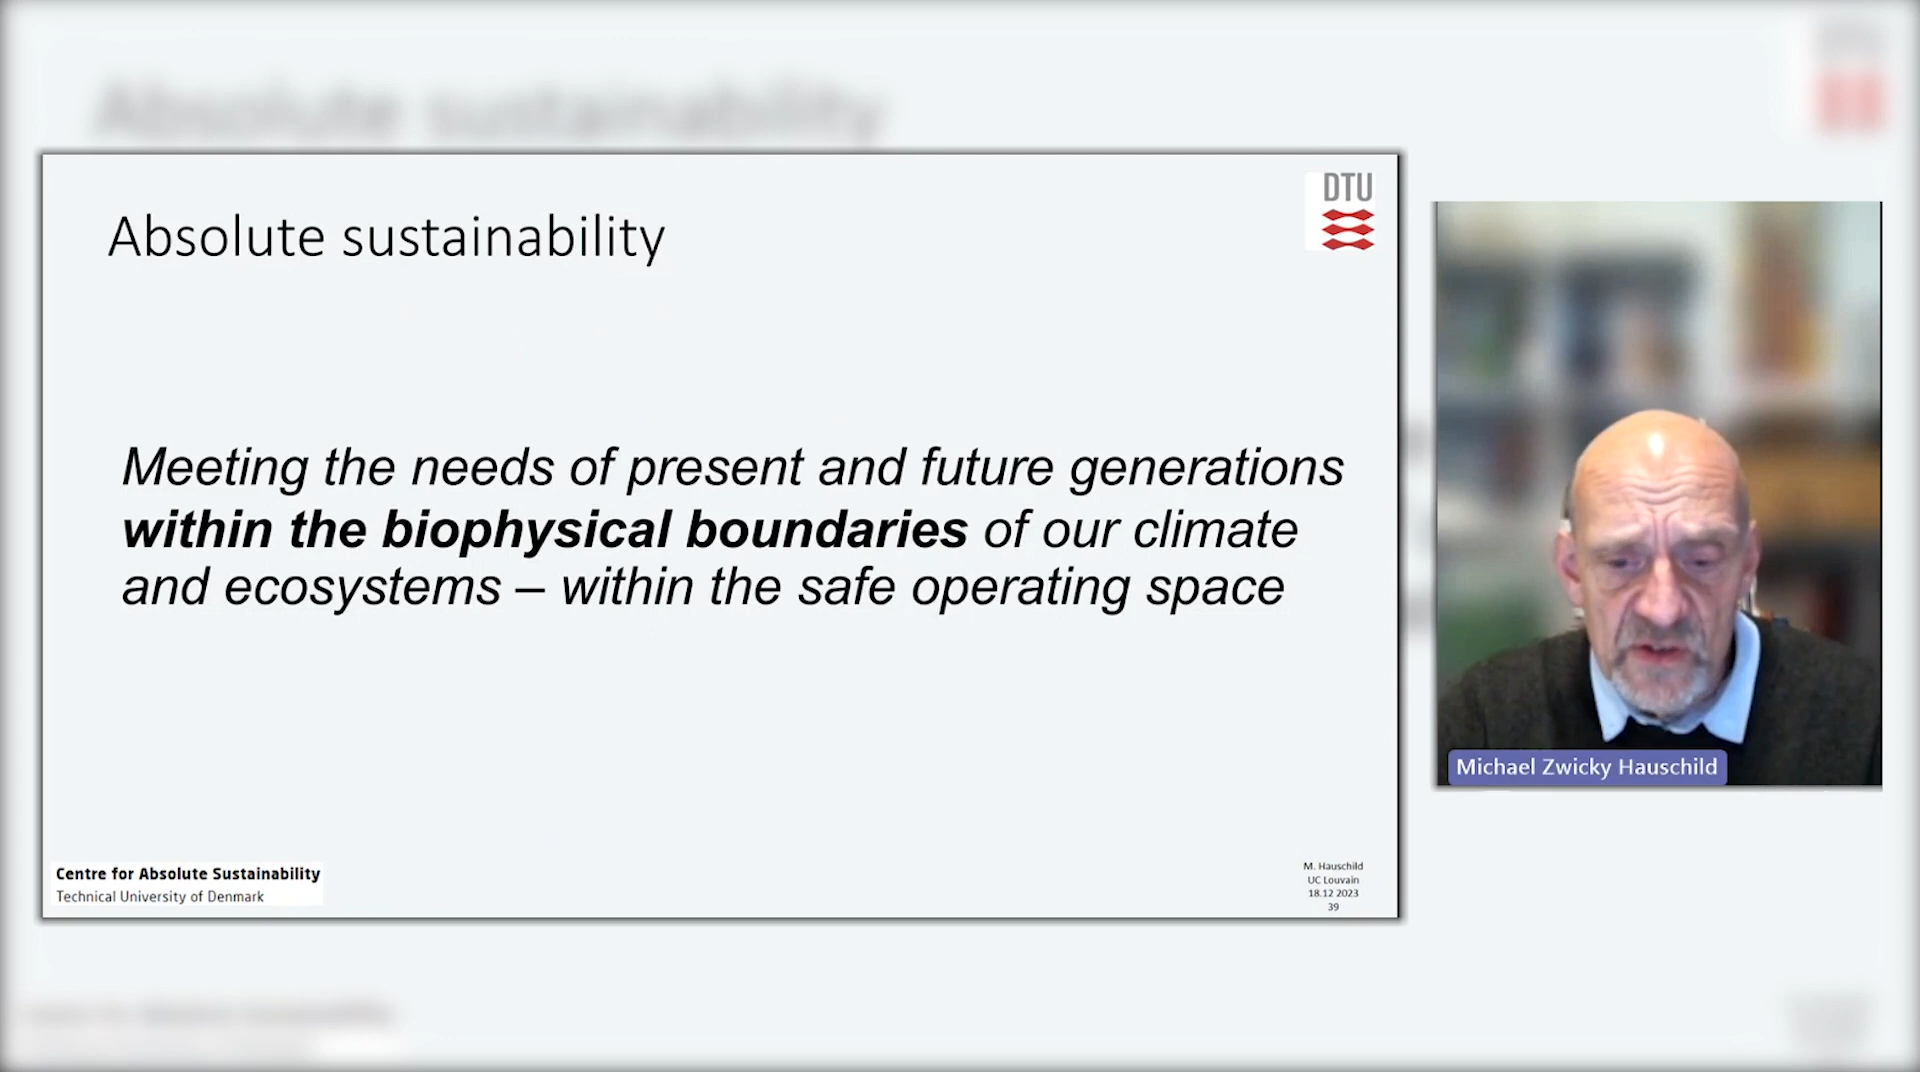 Absolute sustainability
DTU
Absolute sustainability
Meeting the needs of present and future generations
within the biophysical boundaries of our climate
and ecosystems – within the safe operating space
Michael Zwicky Hauschild
Centre for Absolute Sustainability
Technical University of Denmark
M. Hauschild
UC Louvain
18.12 2023
39